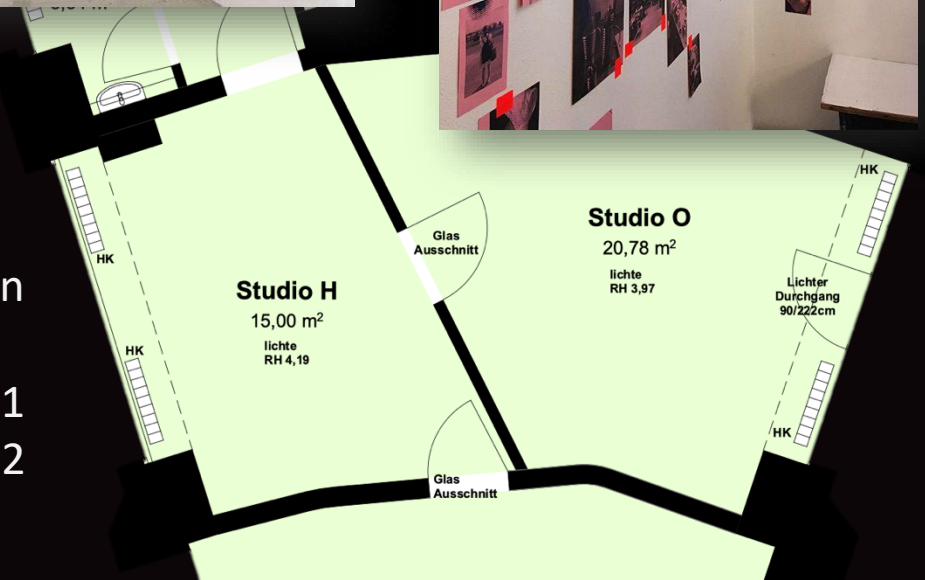 HK
Glas
Ausschnitt
Studio O
20,78 m²
lichte
RH 3,97
HK
Lichter
Durchgang
90/222cm
Studio H
15,00 m²
lichte
RH 4,19
HK
n
HK
1
2
HK
Glas
Ausschnitt